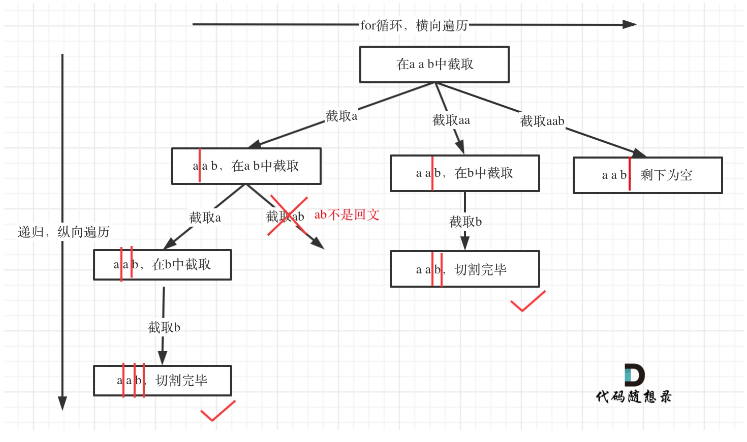 for循环，横向遍历
在a a b中截取
截取a
截取aa
截取aab
a a b，在a b中截取
a a b，在b中截取
a a b，剩下为空
截取a
截取ab
ab不是回文
截取b
递归，纵向遍历
a a b，在b中截取
a a b，切割完毕
截取b
a a b，切割完毕
代码随想录